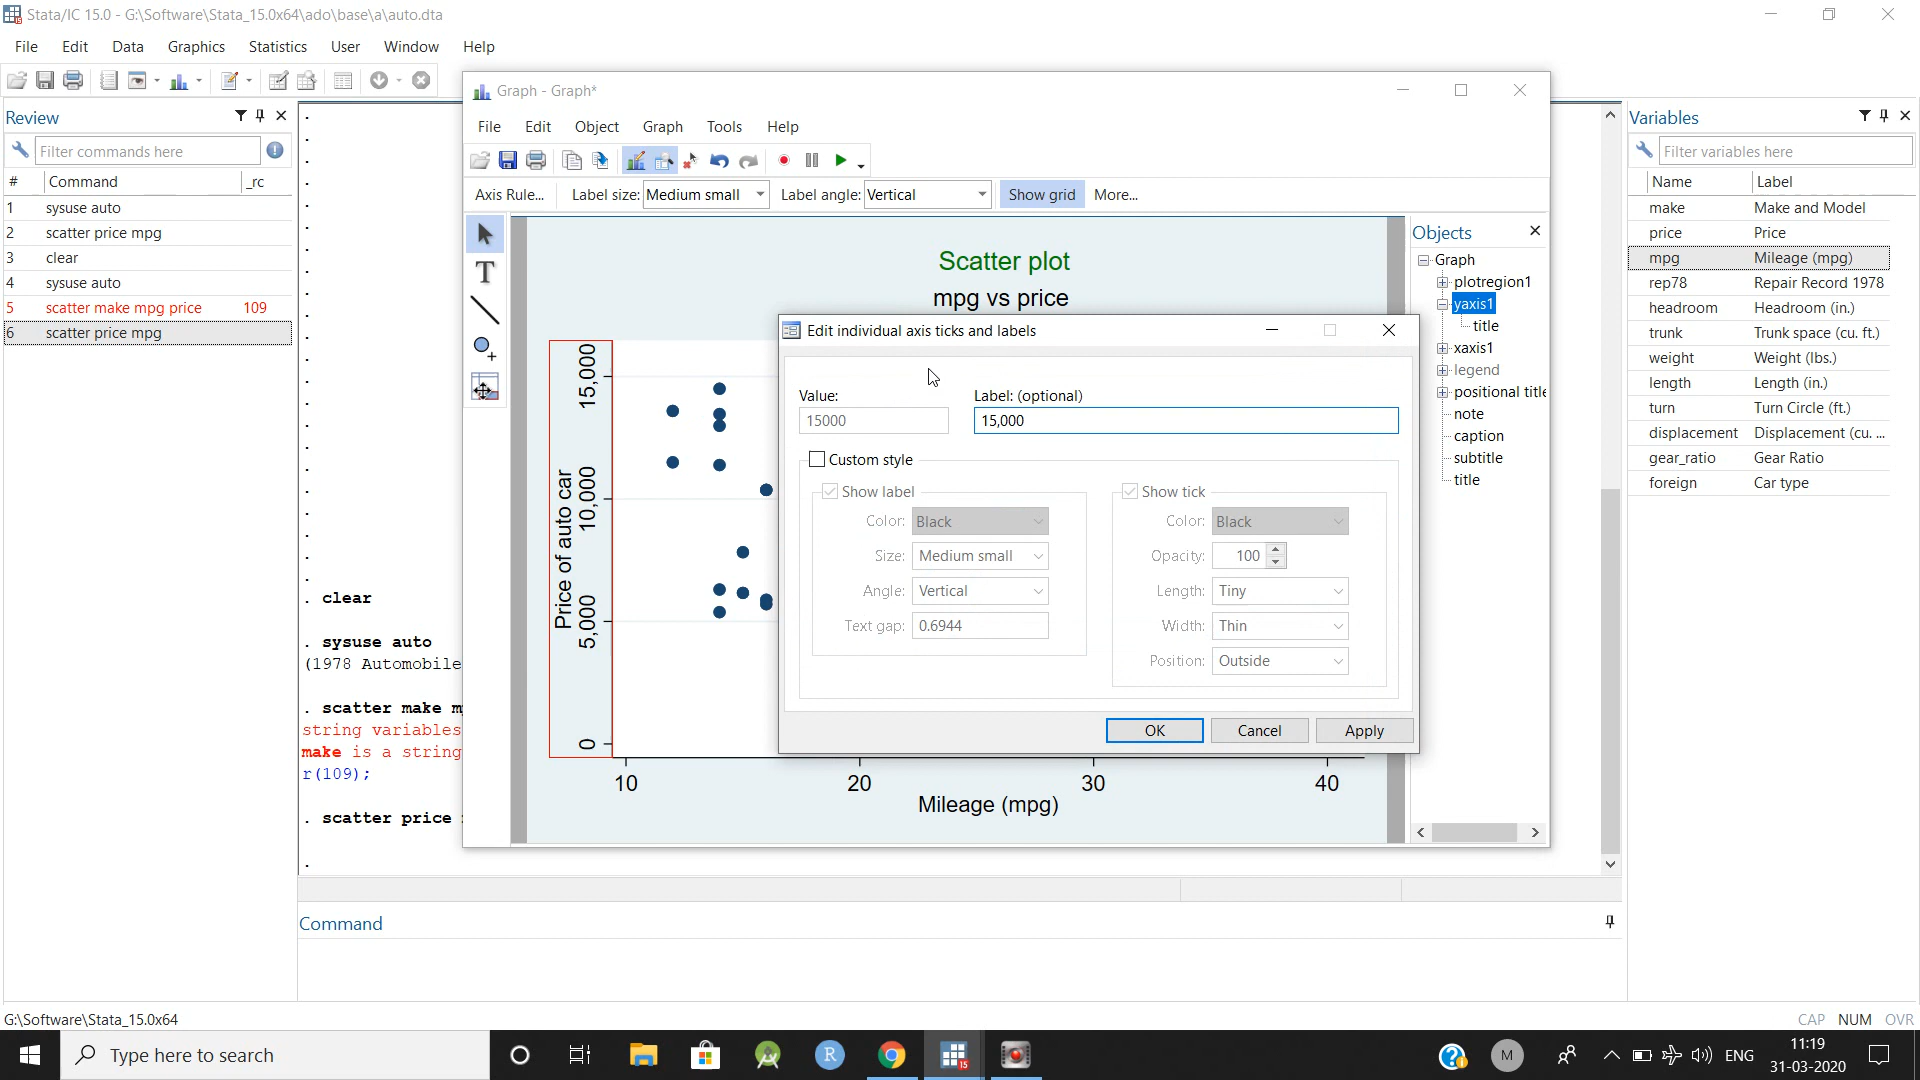 Stata/IC 15.0 - G:\Software\Stata_15.0x64\ado\base\a\auto.dta
File Edit Data Graphics Statistics User Window Help
Review
Filter commands here
# Command _rc
1 sysuse auto
2 scatter price mpg
3 clear
4 sysuse auto
5 scatter make mpg price 109
6 scatter price mpg
. clear
. sysuse auto
(1978 Automobile
. scatter make m
string variables
make is a string
r(109);
. scatter price
.
Graph - Graph*
File Edit Object Graph Tools Help
Axis Rule... Label size: Medium small Label angle: Vertical Show grid More...
Scatter plot
mpg vs price
Price of auto car
15,000
10,000
5,000
0
10 20 30 40
Mileage (mpg)
Edit individual axis ticks and labels
Value: Label: (optional)
15000 15,000
Custom style
Show label Show tick
Color: Black Color: Black
Size: Medium small Opacity: 100
Angle: Vertical Length: Tiny
Text gap: 0.6944 Width: Thin
Position: Outside
OK Cancel Apply
Objects
Graph
plotregion1
yaxis1
title
xaxis1
legend
positional title
note
caption
subtitle
title
Variables
Filter variables here
Name Label
make Make and Model
price Price
mpg Mileage (mpg)
rep78 Repair Record 1978
headroom Headroom (in.)
trunk Trunk space (cu. ft.)
weight Weight (lbs.)
length Length (in.)
turn Turn Circle (ft.)
displacement Displacement (cu. ...
gear_ratio Gear Ratio
foreign Car type
Command
G:\Software\Stata_15.0x64
CAP NUM OVR
Type here to search
R
15
M
ENG
11:19
31-03-2020